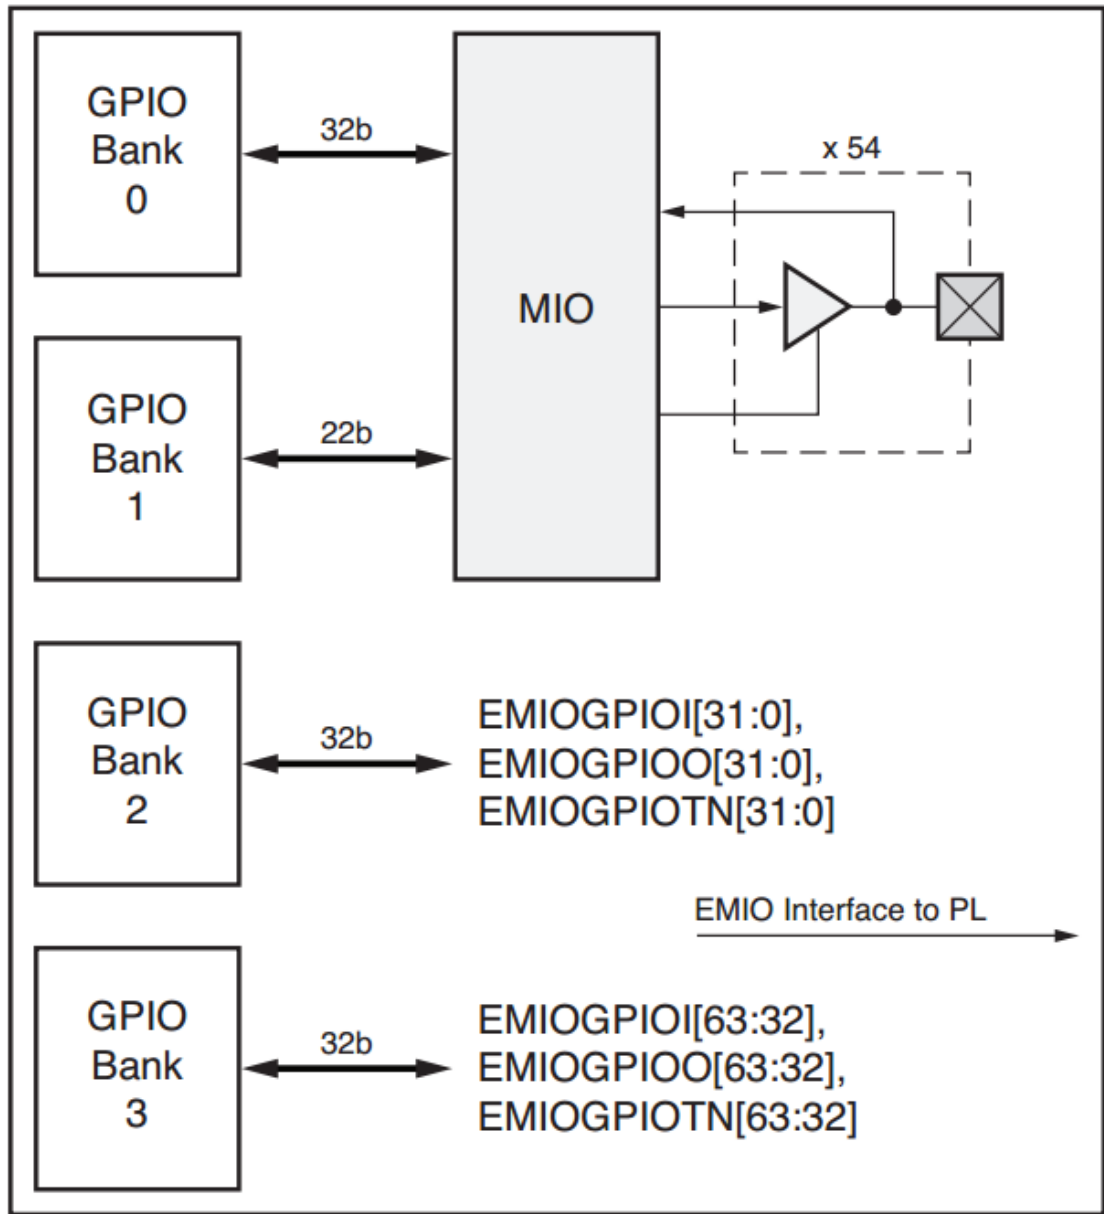 GPIO
Bank
0
32b
MIO
x 54
GPIO
Bank
1
22b
GPIO
Bank
2
32b
EMIOGPIOI[31:0],
EMIOGPIOO[31:0],
EMIOGPIOTN[31:0]
EMIO Interface to PL
GPIO
Bank
3
32b
EMIOGPIOI[63:32],
EMIOGPIOO[63:32],
EMIOGPIOTN[63:32]